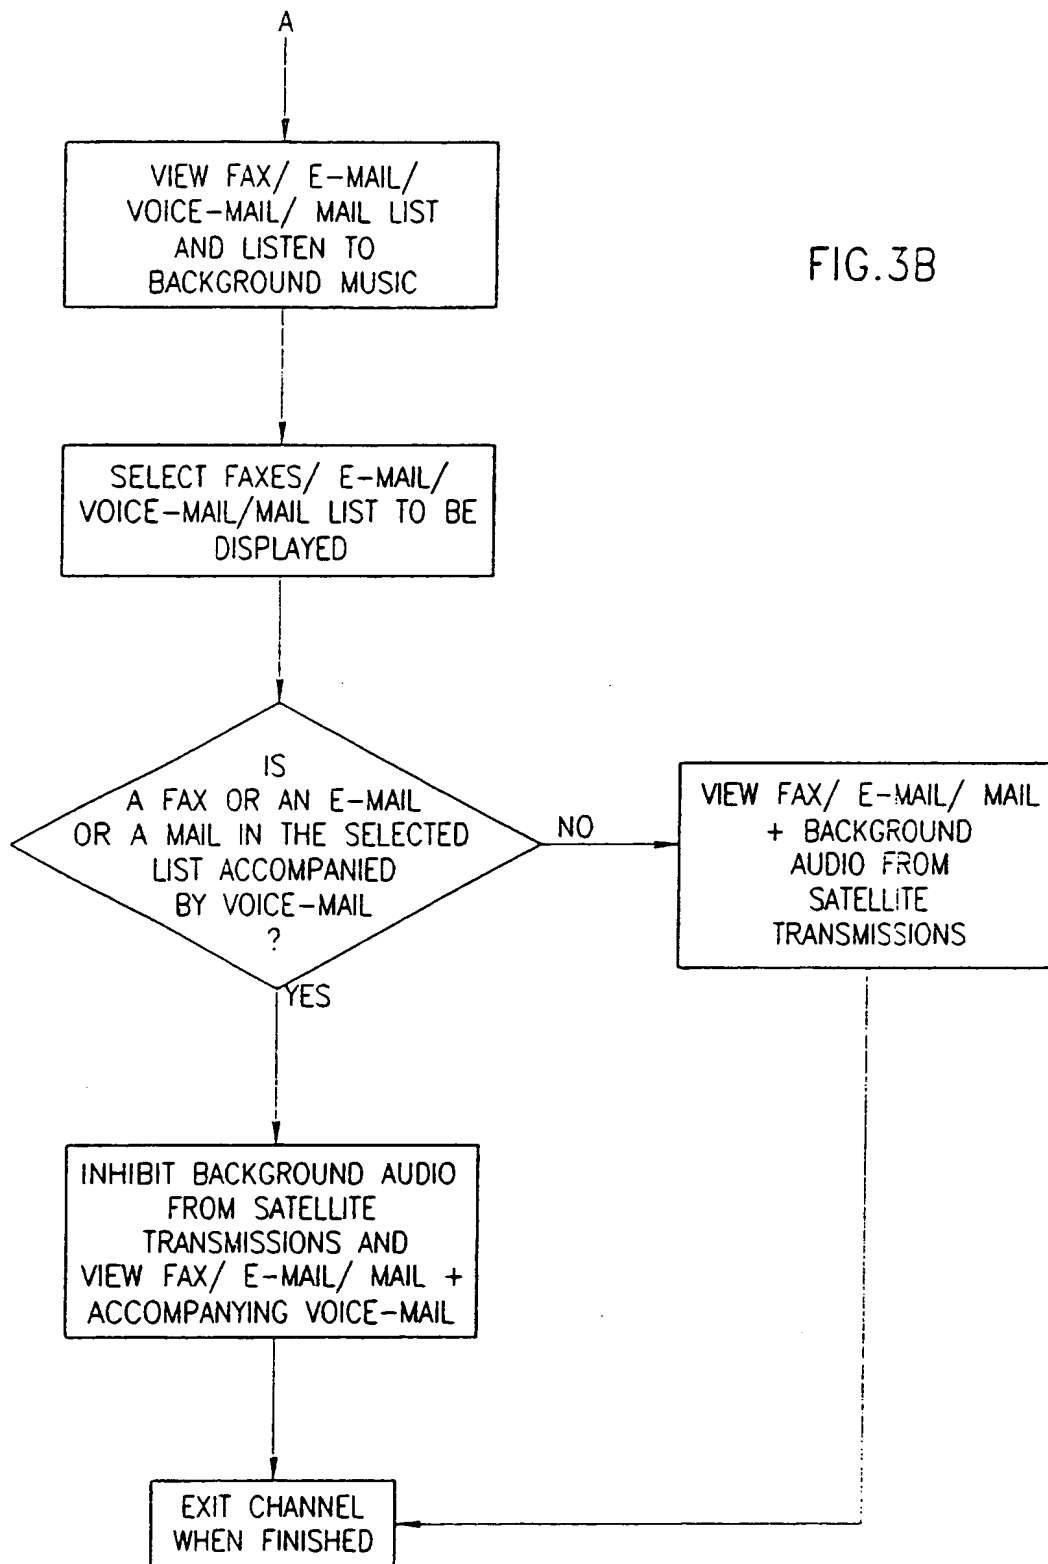 A
VIEW FAX/ E-MAIL/
VOICE-MAIL/ MAIL LIST
AND LISTEN TO
BACKGROUND MUSIC
FIG.3B
SELECT FAXES/ E-MAIL/
VOICE-MAIL/MAIL LIST TO BE
DISPLAYED
IS
A FAX OR AN E-MAIL
OR A MAIL IN THE SELECTED
LIST ACCOMPANIED
BY VOICE-MAIL
?
NO
VIEW FAX/ E-MAIL/ MAIL
+ BACKGROUND
AUDIO FROM
SATELLITE
TRANSMISSIONS
YES
INHIBIT BACKGROUND AUDIO
FROM SATELLITE
TRANSMISSIONS AND
VIEW FAX/ E-MAIL/ MAIL +
ACCOMPANYING VOICE-MAIL
EXIT CHANNEL
WHEN FINISHED